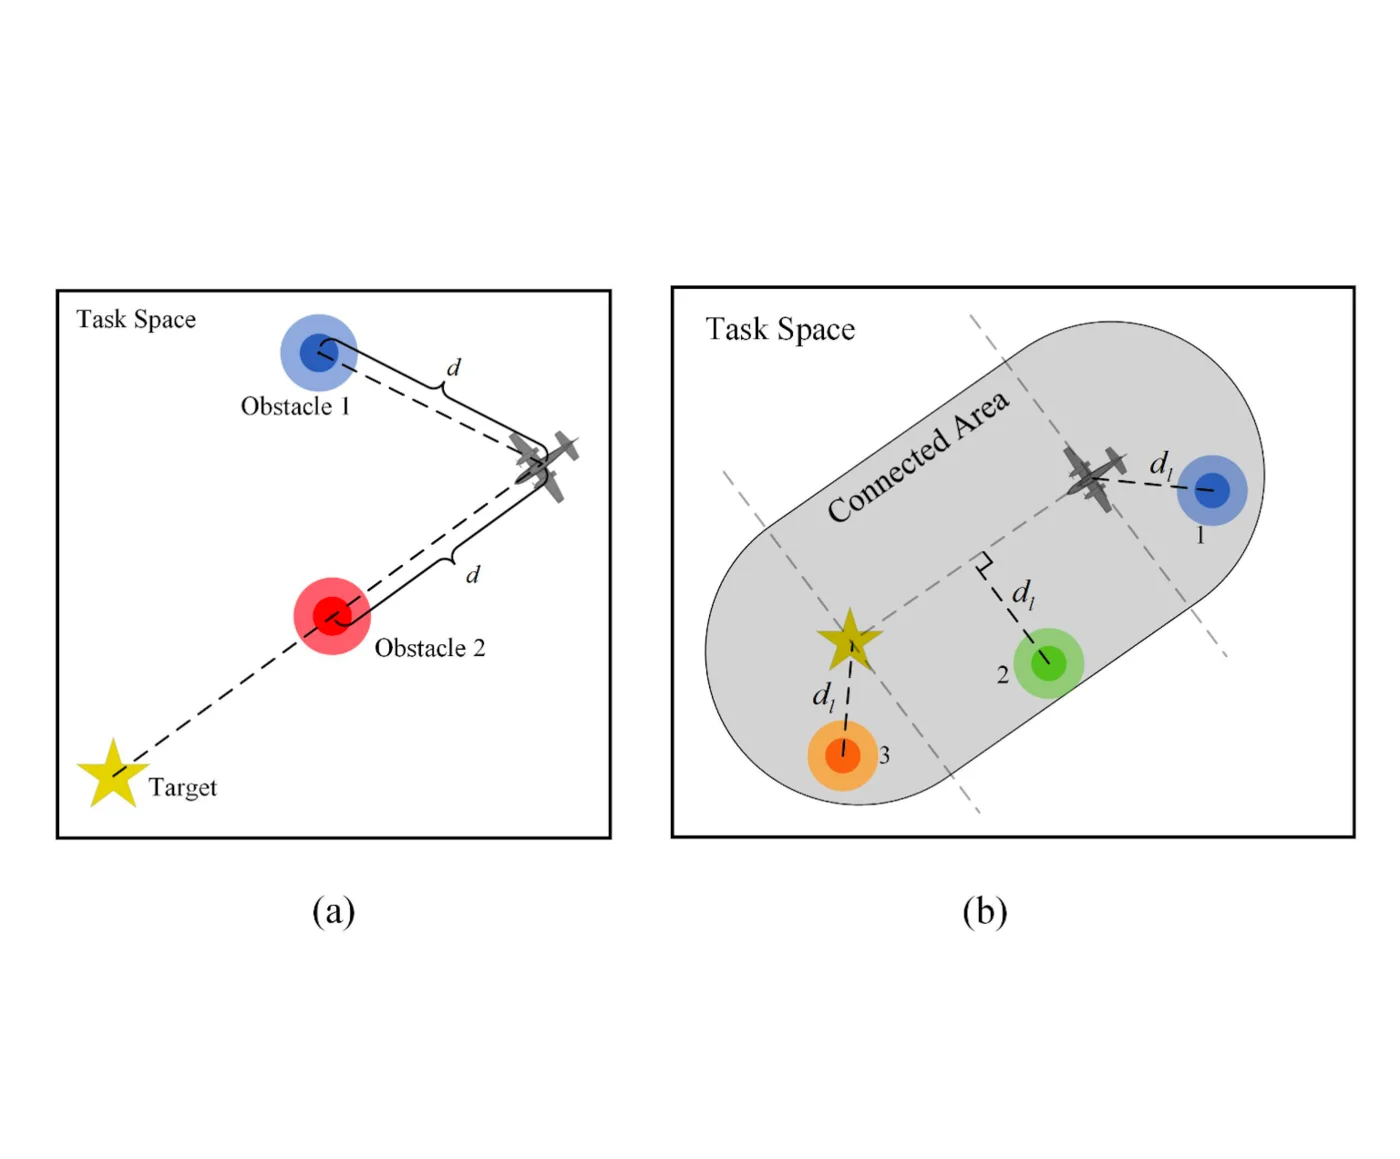 Task Space
d
Obstacle 1
d
Obstacle 2
Target
(a)
Task Space
Connected Area
d_l
1
d_l
2
d_l
3
(b)